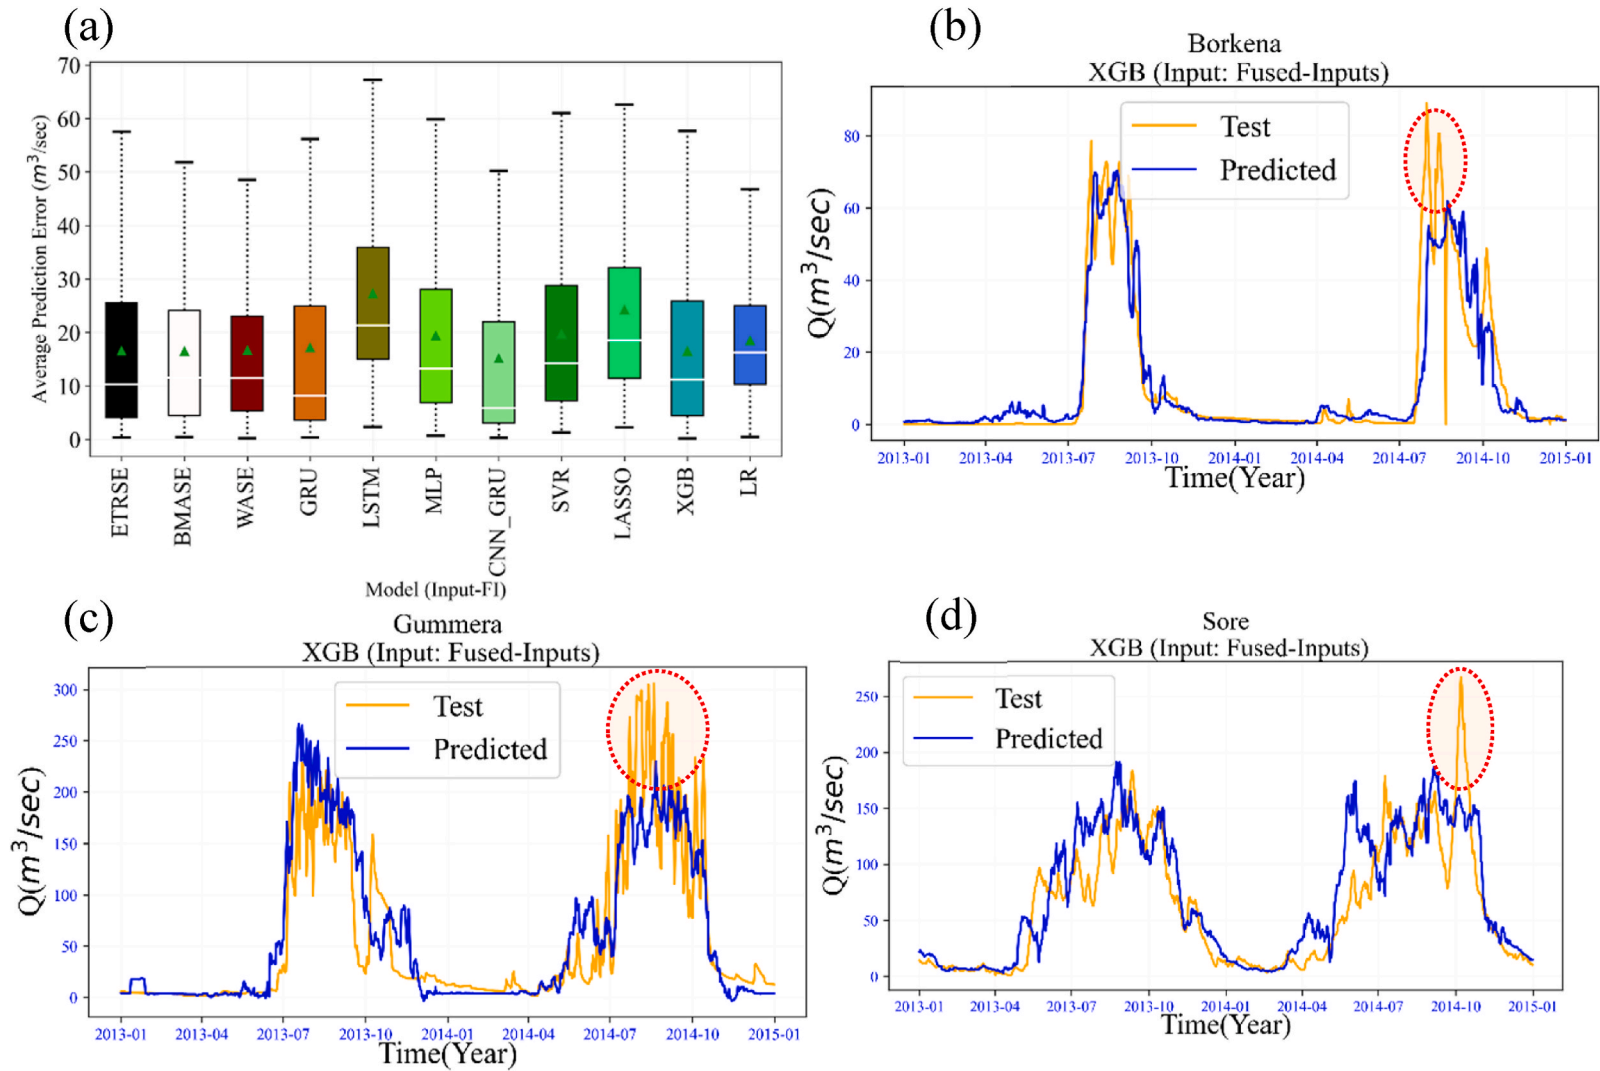 (a)
70
60
50
40
30
20
10
0
Average Prediction Error (m³/sec)
ETRSE
BMASE
WASE
GRU
LSTM
MLP
CNN_GRU
SVR
LASSO
XGB
LR
Model (Input-FI)
(b)
Borkena
XGB (Input: Fused-Inputs)
Test
Predicted
80
60
40
20
0
Q(m³/sec)
2013-01 2013-04 2013-07 2013-10 2014-01 2014-04 2014-07 2014-10 2015-01
Time(Year)
(c)
Gummera
XGB (Input: Fused-Inputs)
Test
Predicted
300
250
200
150
100
50
0
Q(m³/sec)
2013-01 2013-04 2013-07 2013-10 2014-01 2014-04 2014-07 2014-10 2015-01
Time(Year)
(d)
Sore
XGB (Input: Fused-Inputs)
Test
Predicted
250
200
150
100
50
0
Q(m³/sec)
2013-01 2013-04 2013-07 2013-10 2014-01 2014-04 2014-07 2014-10 2015-01
Time(Year)